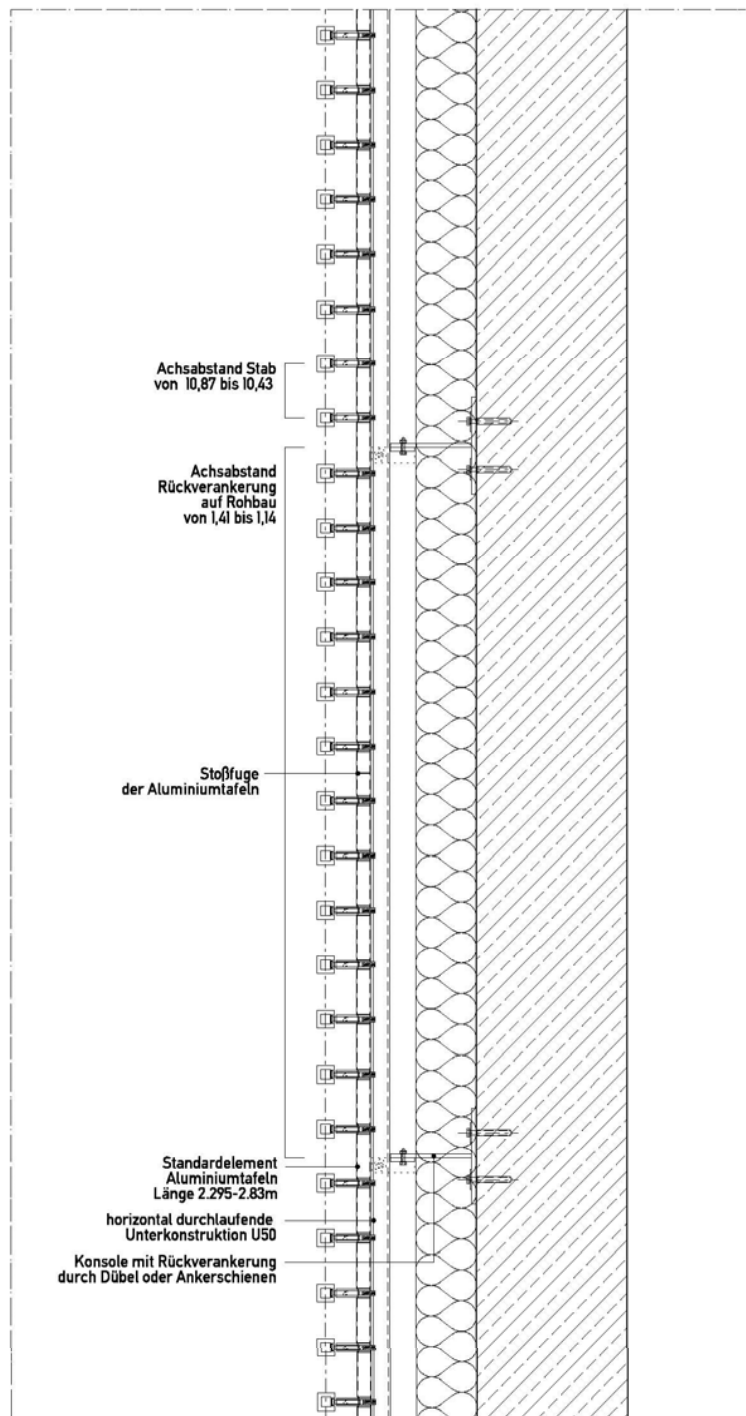 Achsabstand Stab
von 10,87 bis 10,43
Achsabstand
Rückverankerung
auf Rohbau
von 1,41 bis 1,14
Stoßfuge
der Aluminiumtafeln
Standardelement
Aluminiumtafeln
Länge 2.295-2.83m
horizontal durchlaufende
Unterkonstruktion U50
Konsole mit Rückverankerung
durch Dübel oder Ankerschienen